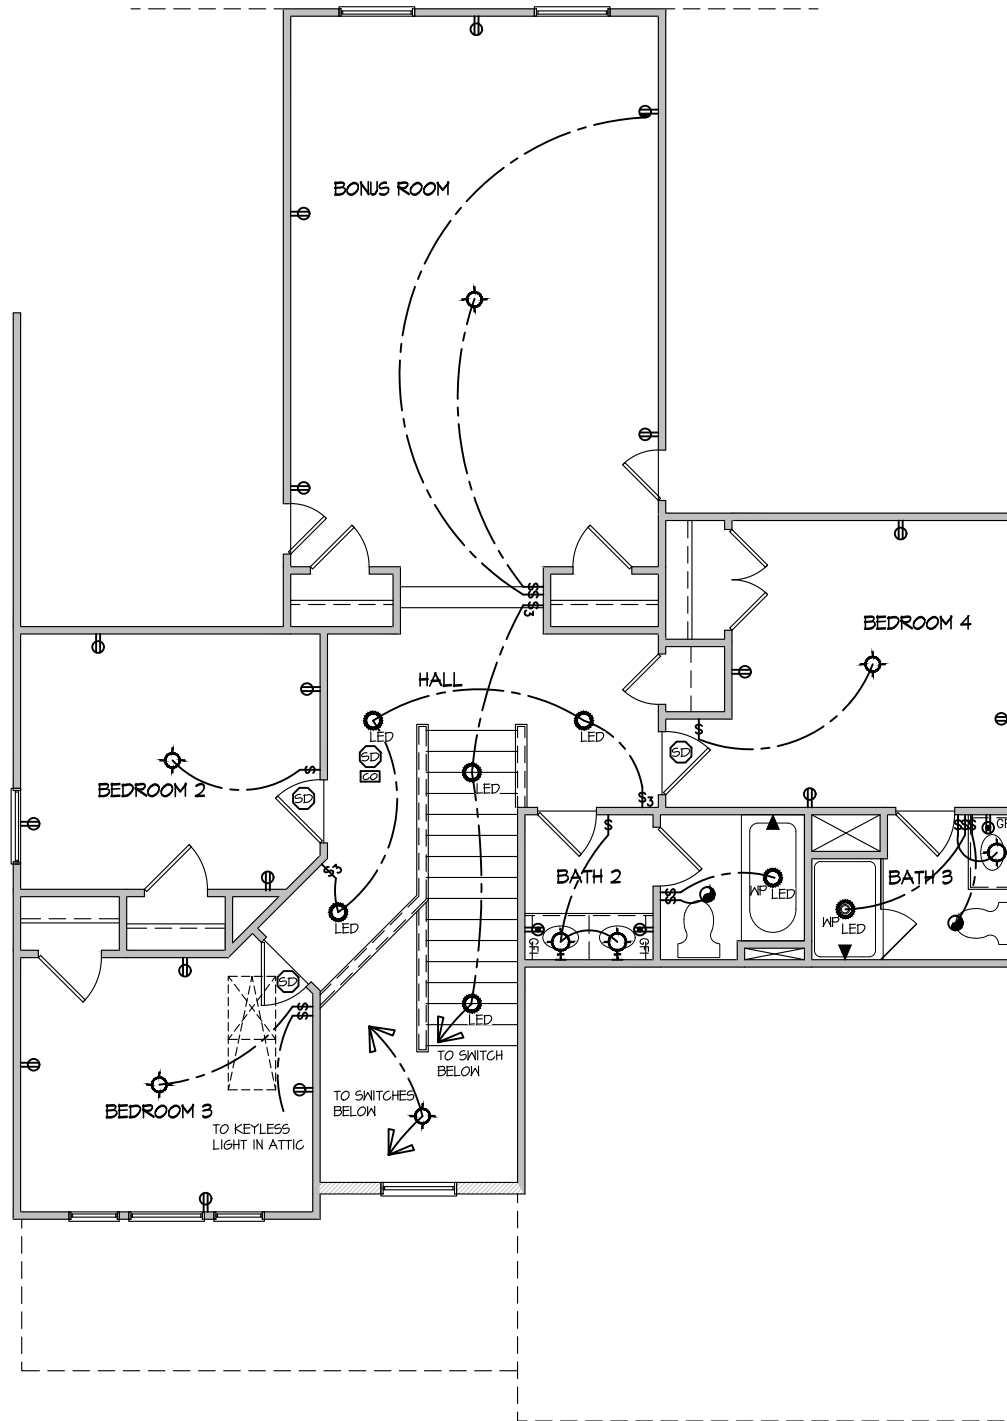 BONUS ROOM
$$
$3
BEDROOM 4
HALL
LED
LED
$
SD
SD
CO
LED
BEDROOM 2
$
SD
$3
$3
$
$$$
GF
BATH 2
BATH 3
$$
WP LED
WP
LED
LED
GFI
GFI
SD
$$
LED
TO SWITCH
BELOW
TO SWITCHES
BELOW
BEDROOM 3
TO KEYLESS
LIGHT IN ATTIC